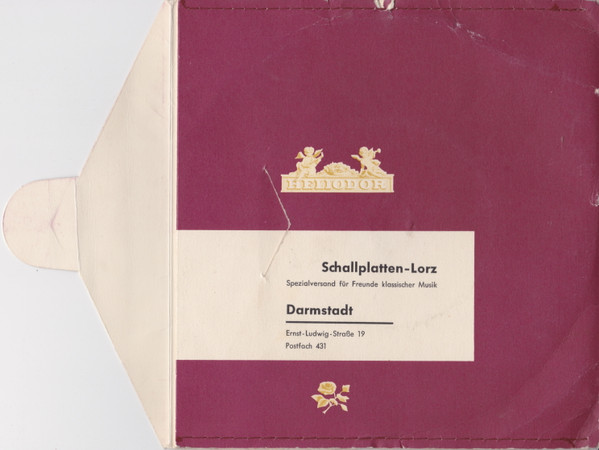 HELIODOR
Schallplatten-Lorz
Spezialversand für Freunde klassischer Musik
Darmstadt
Ernst-Ludwig-Straße 19
Postfach 431